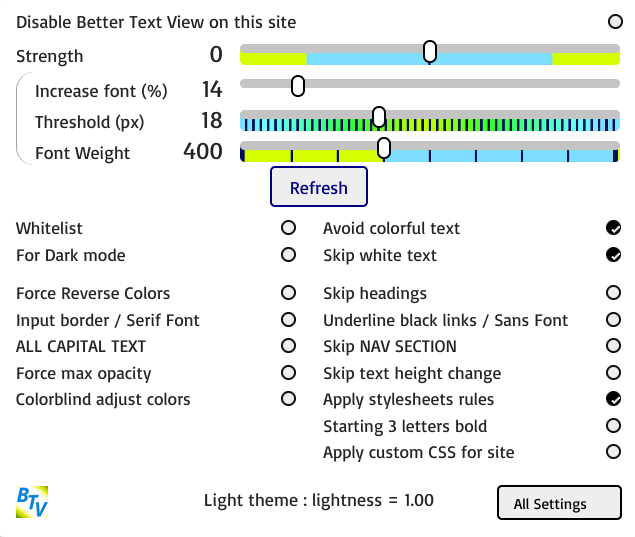 Disable Better Text View on this site
Strength 0
Increase font (%) 14
Threshold (px) 18
Font Weight 400
Refresh
Whitelist Avoid colorful text
For Dark mode Skip white text
Force Reverse Colors Skip headings
Input border / Serif Font Underline black links / Sans Font
ALL CAPITAL TEXT Skip NAV SECTION
Force max opacity Skip text height change
Colorblind adjust colors Apply stylesheets rules
Starting 3 letters bold
Apply custom CSS for site
BTV Light theme : lightness = 1.00 All Settings